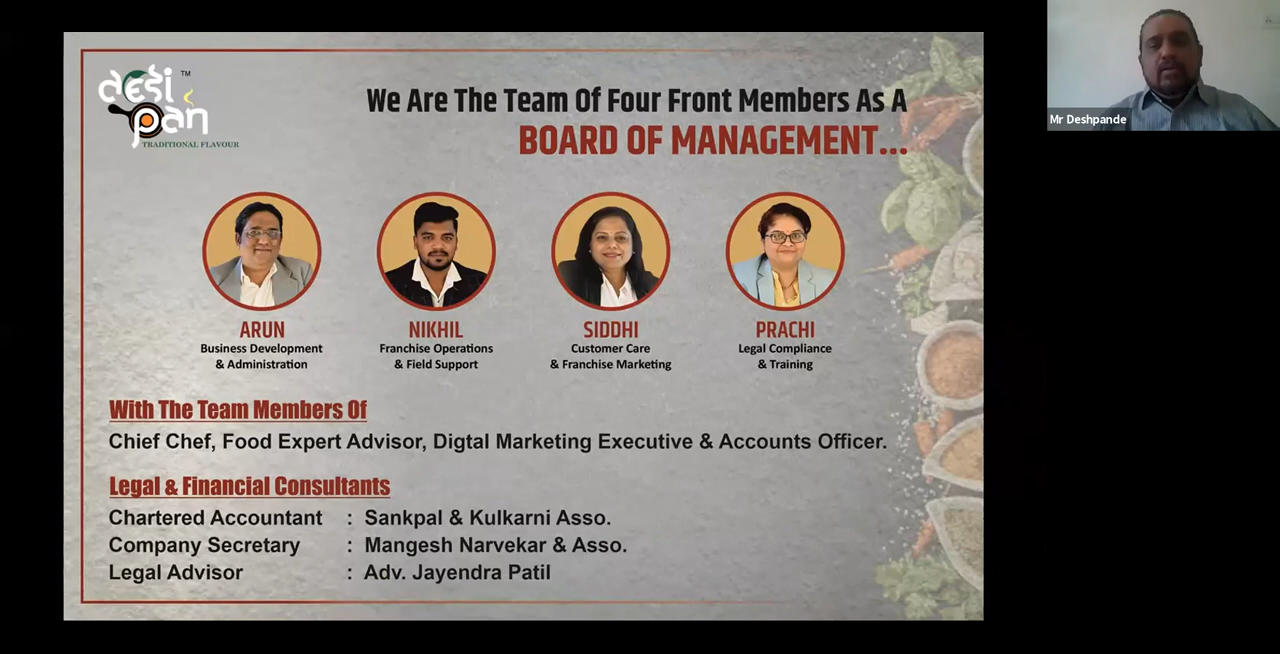 desi ™
pan
TRADITIONAL FLAVOUR
We Are The Team Of Four Front Members As A
BOARD OF MANAGEMENT...
ARUN
Business Development
& Administration
NIKHIL
Franchise Operations
& Field Support
SIDDHI
Customer Care
& Franchise Marketing
PRACHI
Legal Compliance
& Training
With The Team Members Of
Chief Chef, Food Expert Advisor, Digtal Marketing Executive & Accounts Officer.
Legal & Financial Consultants
Chartered Accountant : Sankpal & Kulkarni Asso.
Company Secretary : Mangesh Narvekar & Asso.
Legal Advisor : Adv. Jayendra Patil
Mr Deshpande